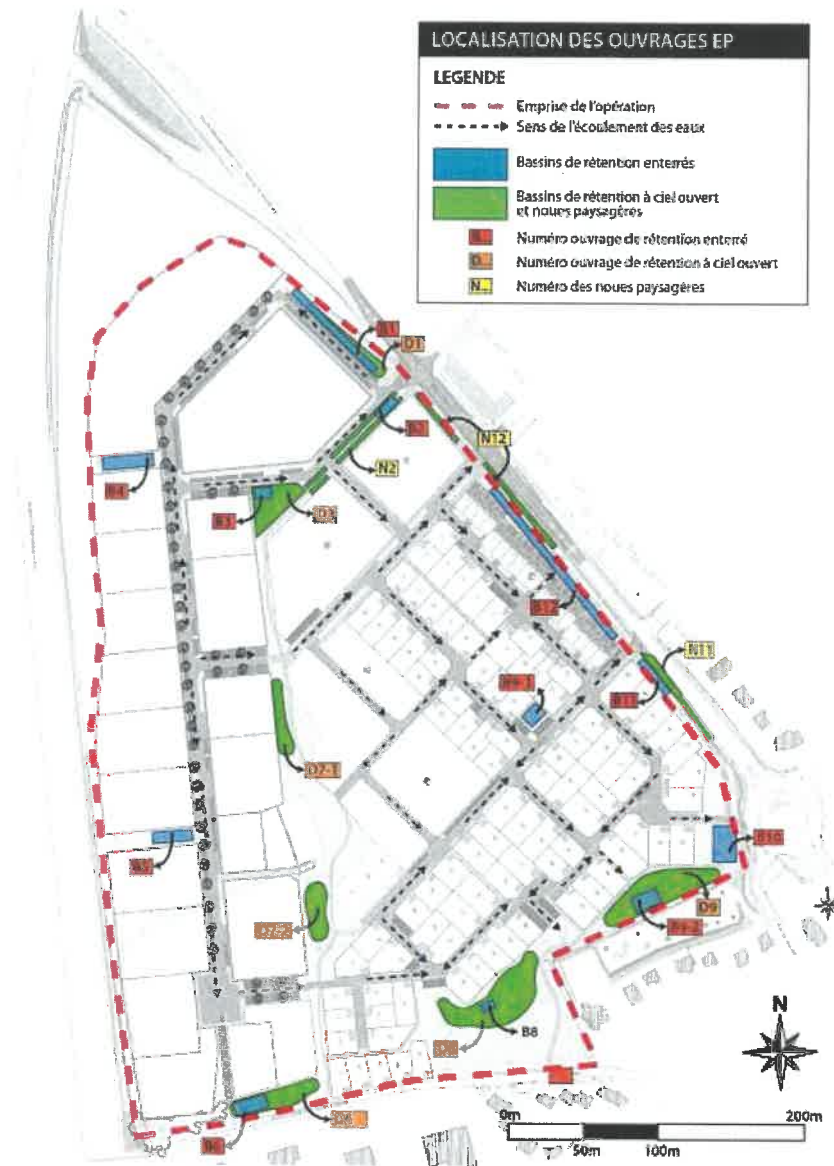 LOCALISATION DES OUVRAGES EP
LEGENDE
Emprise de l'opération
Sens de l'écoulement des eaux
Bassins de rétention enterrés
Bassins de rétention à ciel ouvert
et noues paysagères
Numéro ouvrage de rétention enterré
D... Numéro ouvrage de rétention à ciel ouvert
N... Numéro des noues paysagères
B1
D1
N12
N2
B4
B3
B12
N11
B11
D7-1
B10
D9
B9-2
B8
N
0m
200m
50m
100m
B6